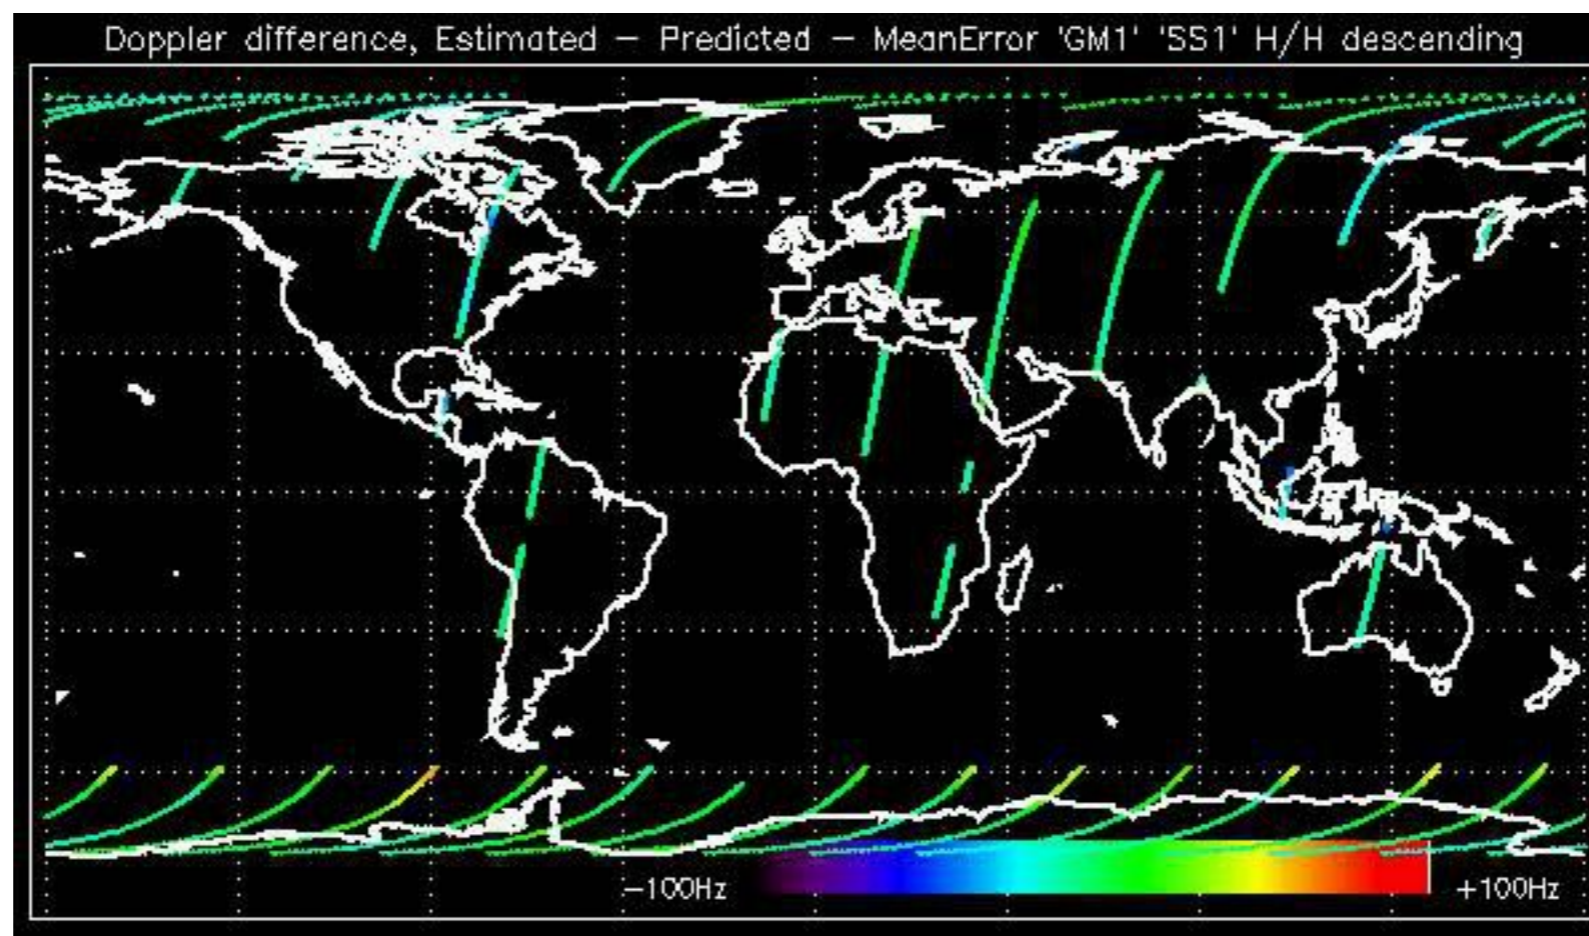 Doppler difference, Estimated – Predicted – MeanError 'GM1' 'SS1' H/H descending
–100Hz +100Hz